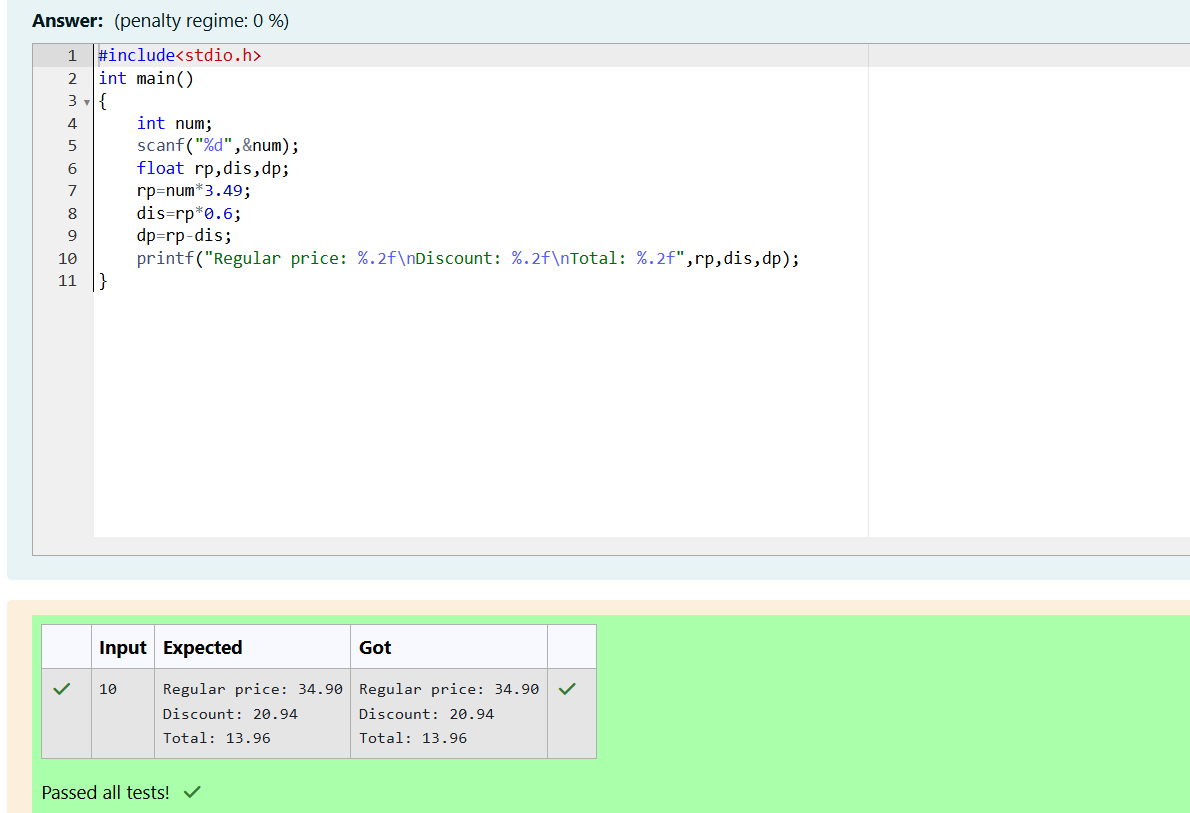 Answer: (penalty regime: 0 %)
1 #include<stdio.h>
2 int main()
3 {
4     int num;
5     scanf("%d",&num);
6     float rp,dis,dp;
7     rp=num*3.49;
8     dis=rp*0.6;
9     dp=rp-dis;
10     printf("Regular price: %.2f\nDiscount: %.2f\nTotal: %.2f",rp,dis,dp);
11 }
Input Expected Got
10 Regular price: 34.90 Regular price: 34.90
Discount: 20.94 Discount: 20.94
Total: 13.96 Total: 13.96
Passed all tests!